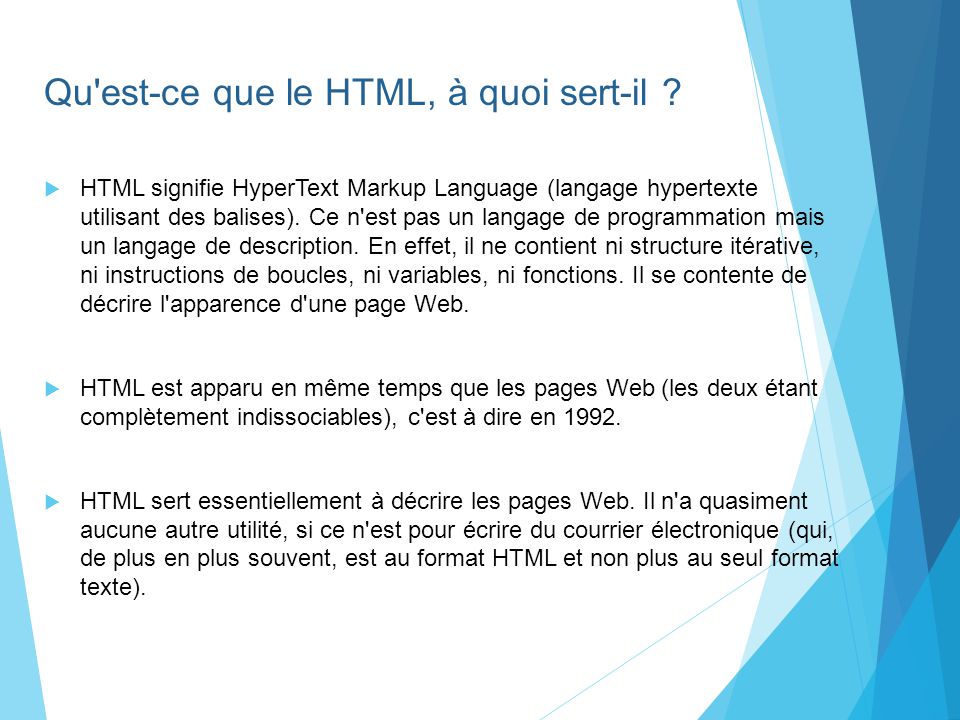 Qu'est-ce que le HTML, à quoi sert-il ?
HTML signifie HyperText Markup Language (langage hypertexte
utilisant des balises). Ce n'est pas un langage de programmation mais
un langage de description. En effet, il ne contient ni structure itérative,
ni instructions de boucles, ni variables, ni fonctions. Il se contente de
décrire l'apparence d'une page Web.
HTML est apparu en même temps que les pages Web (les deux étant
complètement indissociables), c'est à dire en 1992.
HTML sert essentiellement à décrire les pages Web. Il n'a quasiment
aucune autre utilité, si ce n'est pour écrire du courrier électronique (qui,
de plus en plus souvent, est au format HTML et non plus au seul format
texte).